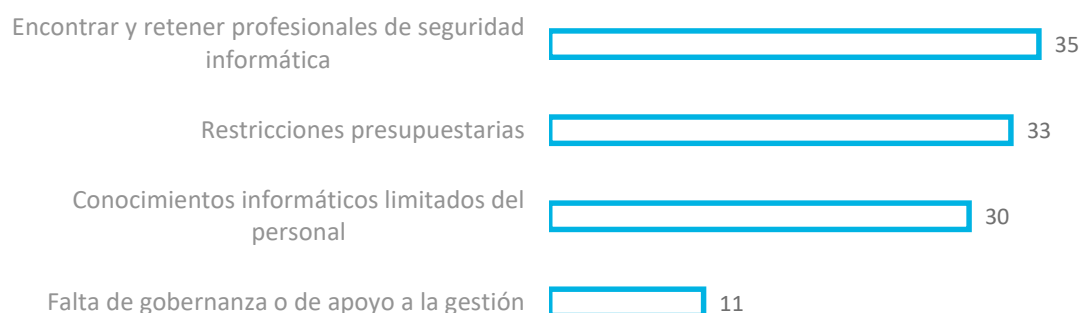 Encontrar y retener profesionales de seguridad
informática
35
Restricciones presupuestarias
33
Conocimientos informáticos limitados del
personal
30
Falta de gobernanza o de apoyo a la gestión
11